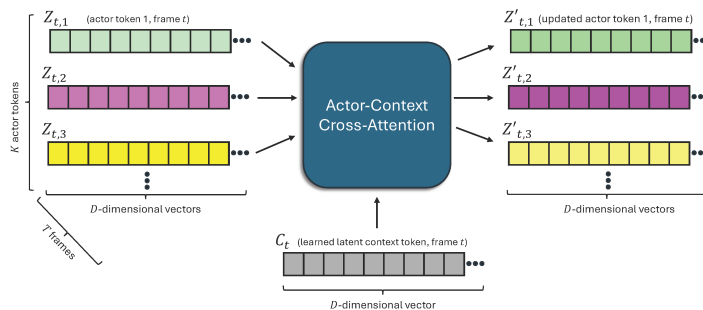 Z_{t,1} (actor token 1, frame t)
Z_{t,2}
Z_{t,3}
K actor tokens
D-dimensional vectors
T frames
Actor-Context
Cross-Attention
C_t (learned latent context token, frame t)
D-dimensional vector
Z'_{t,1} (updated actor token 1, frame t)
Z'_{t,2}
Z'_{t,3}
D-dimensional vectors